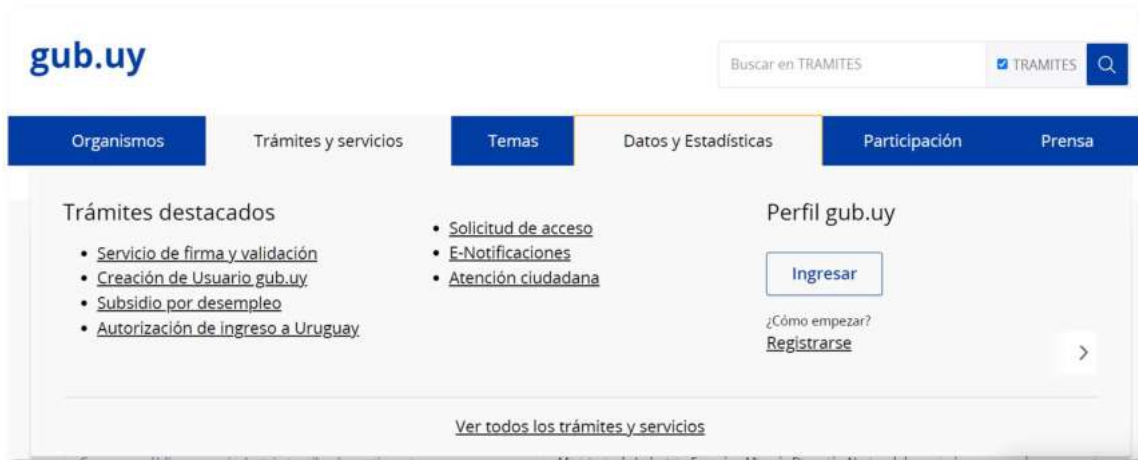 gub.uy
Buscar en TRAMITES
TRAMITES
Organismos
Trámites y servicios
Temas
Datos y Estadísticas
Participación
Prensa
Trámites destacados
Servicio de firma y validación
Creación de Usuario gub.uy
Subsidio por desempleo
Autorización de ingreso a Uruguay
Solicitud de acceso
E-Notificaciones
Atención ciudadana
Perfil gub.uy
Ingresar
¿Cómo empezar?
Registrarse
Ver todos los trámites y servicios